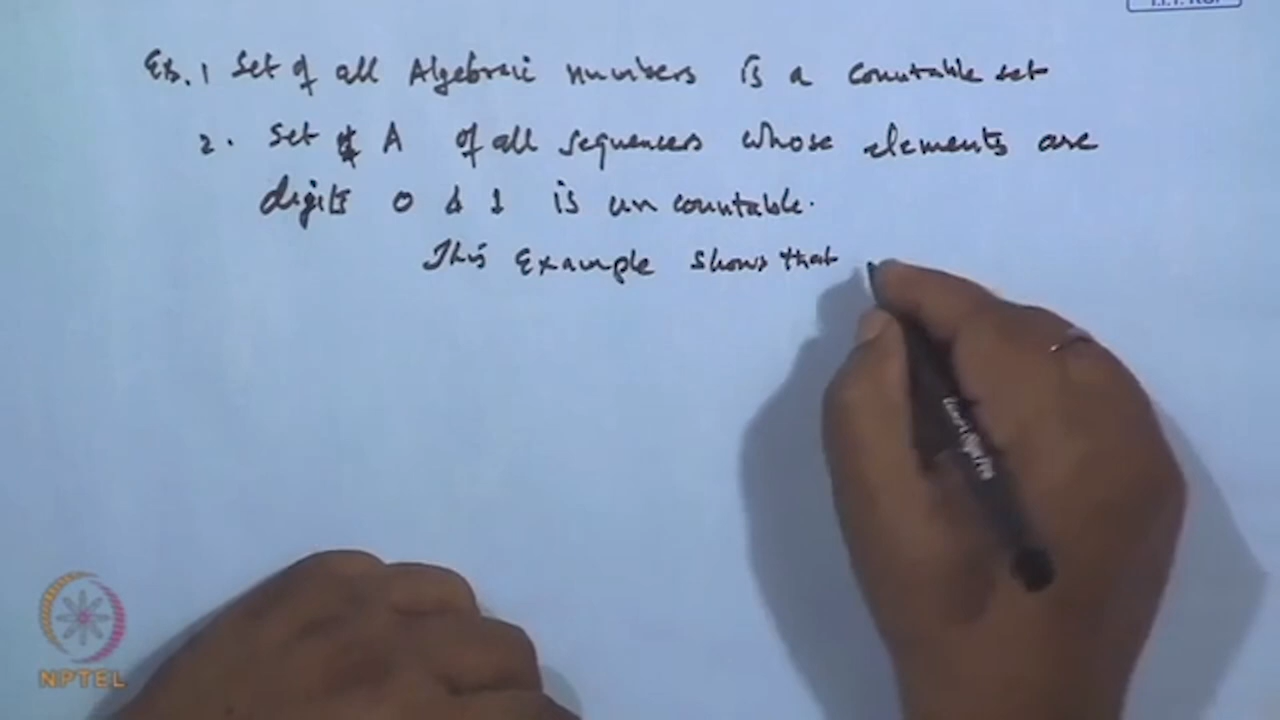 Ex. 1 Set of all Algebraic numbers is a countable set
2. Set A of all sequences whose elements are
digits 0 & 1 is uncountable.
This Example shows that
NPTEL